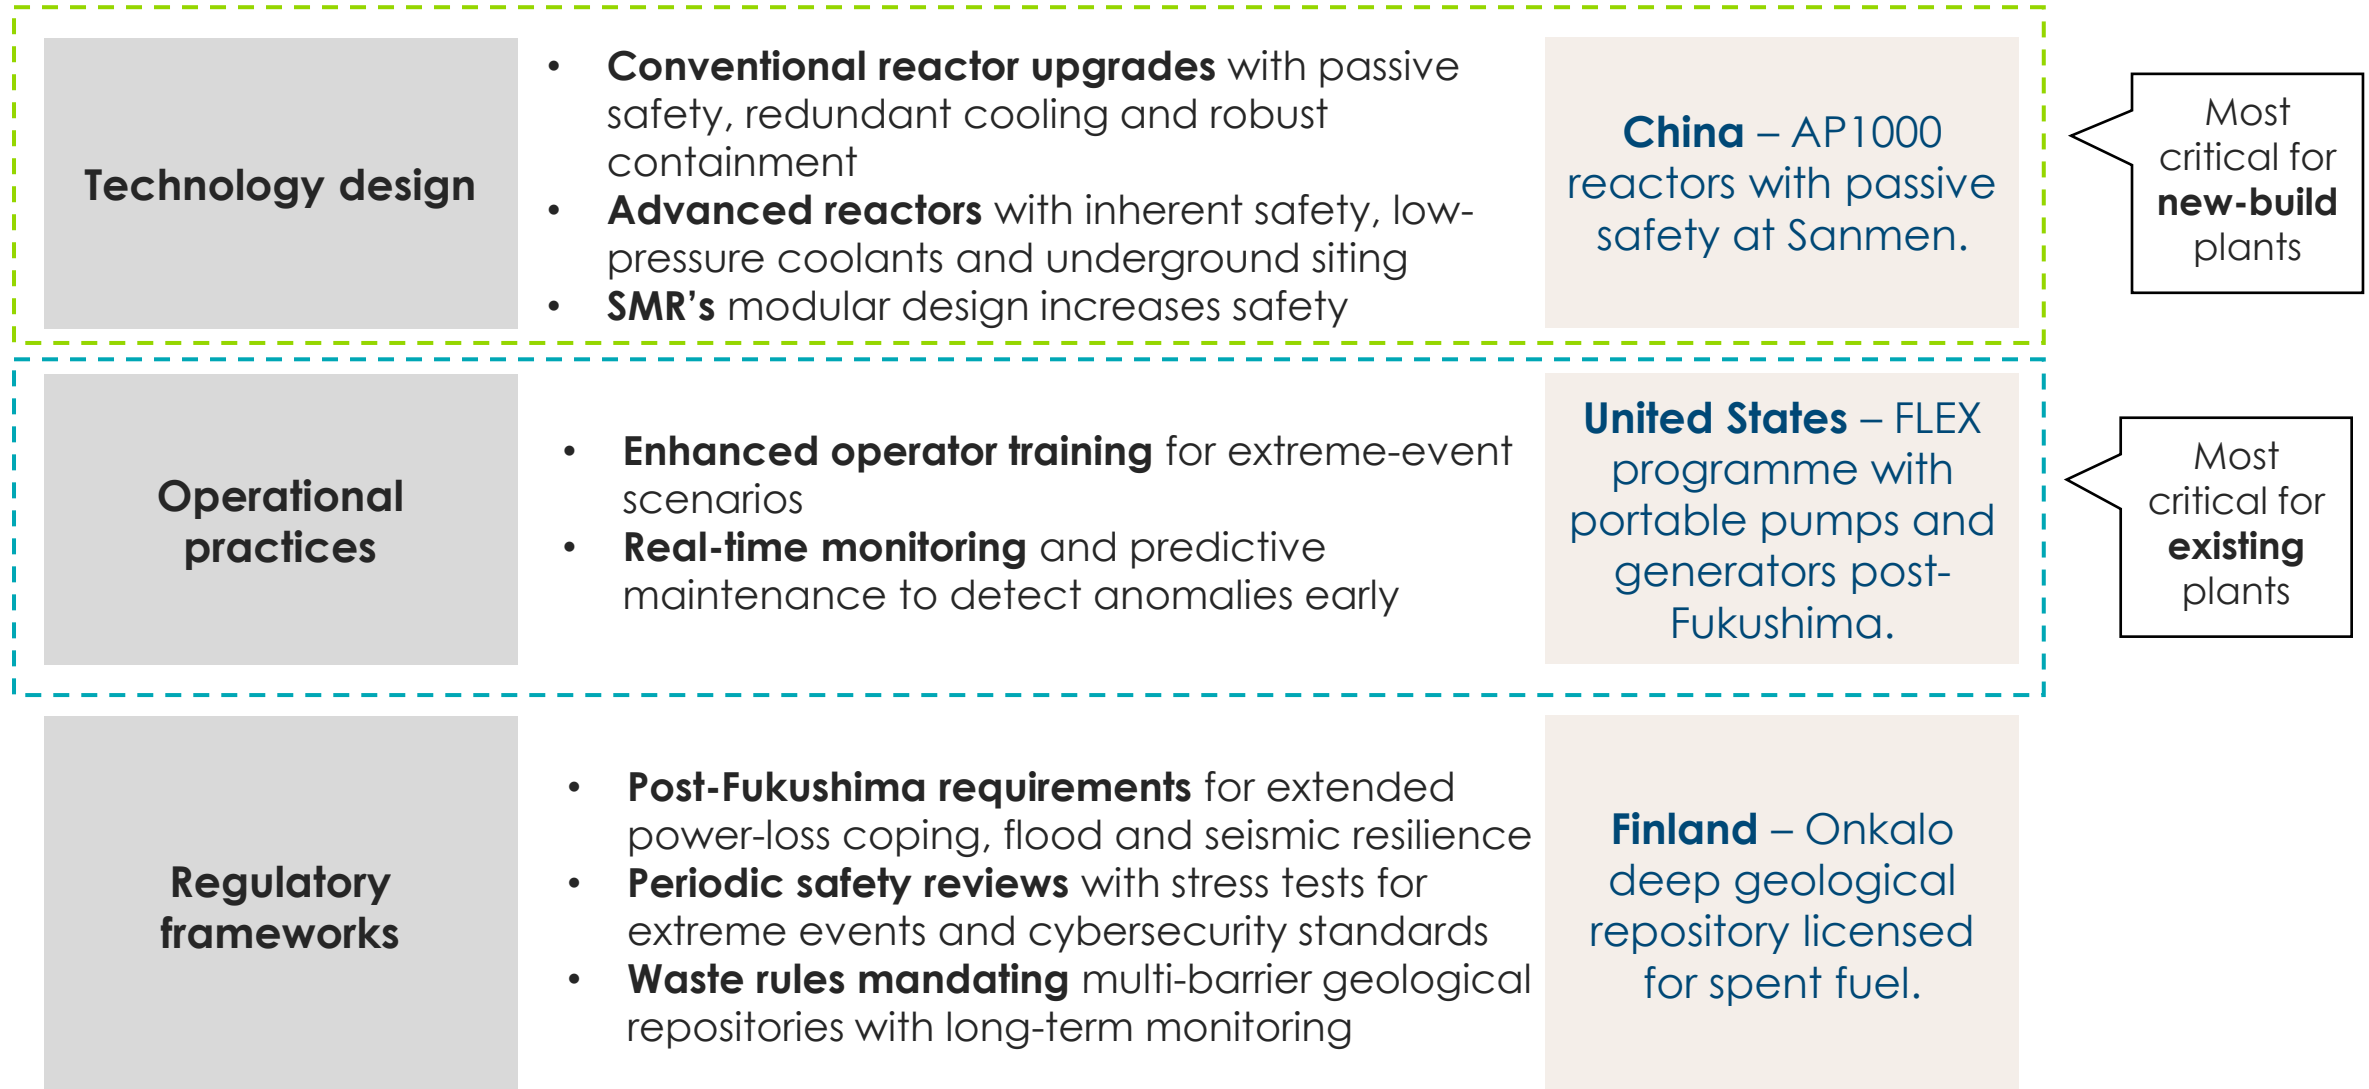 Technology design
• Conventional reactor upgrades with passive
safety, redundant cooling and robust
containment
• Advanced reactors with inherent safety, low-
pressure coolants and underground siting
• SMR’s modular design increases safety
China – AP1000
reactors with passive
safety at Sanmen.
Most
critical for
new-build
plants
Operational
practices
• Enhanced operator training for extreme-event
scenarios
• Real-time monitoring and predictive
maintenance to detect anomalies early
United States – FLEX
programme with
portable pumps and
generators post-
Fukushima.
Most
critical for
existing
plants
Regulatory
frameworks
• Post-Fukushima requirements for extended
power-loss coping, flood and seismic resilience
• Periodic safety reviews with stress tests for
extreme events and cybersecurity standards
• Waste rules mandating multi-barrier geological
repositories with long-term monitoring
Finland – Onkalo
deep geological
repository licensed
for spent fuel.